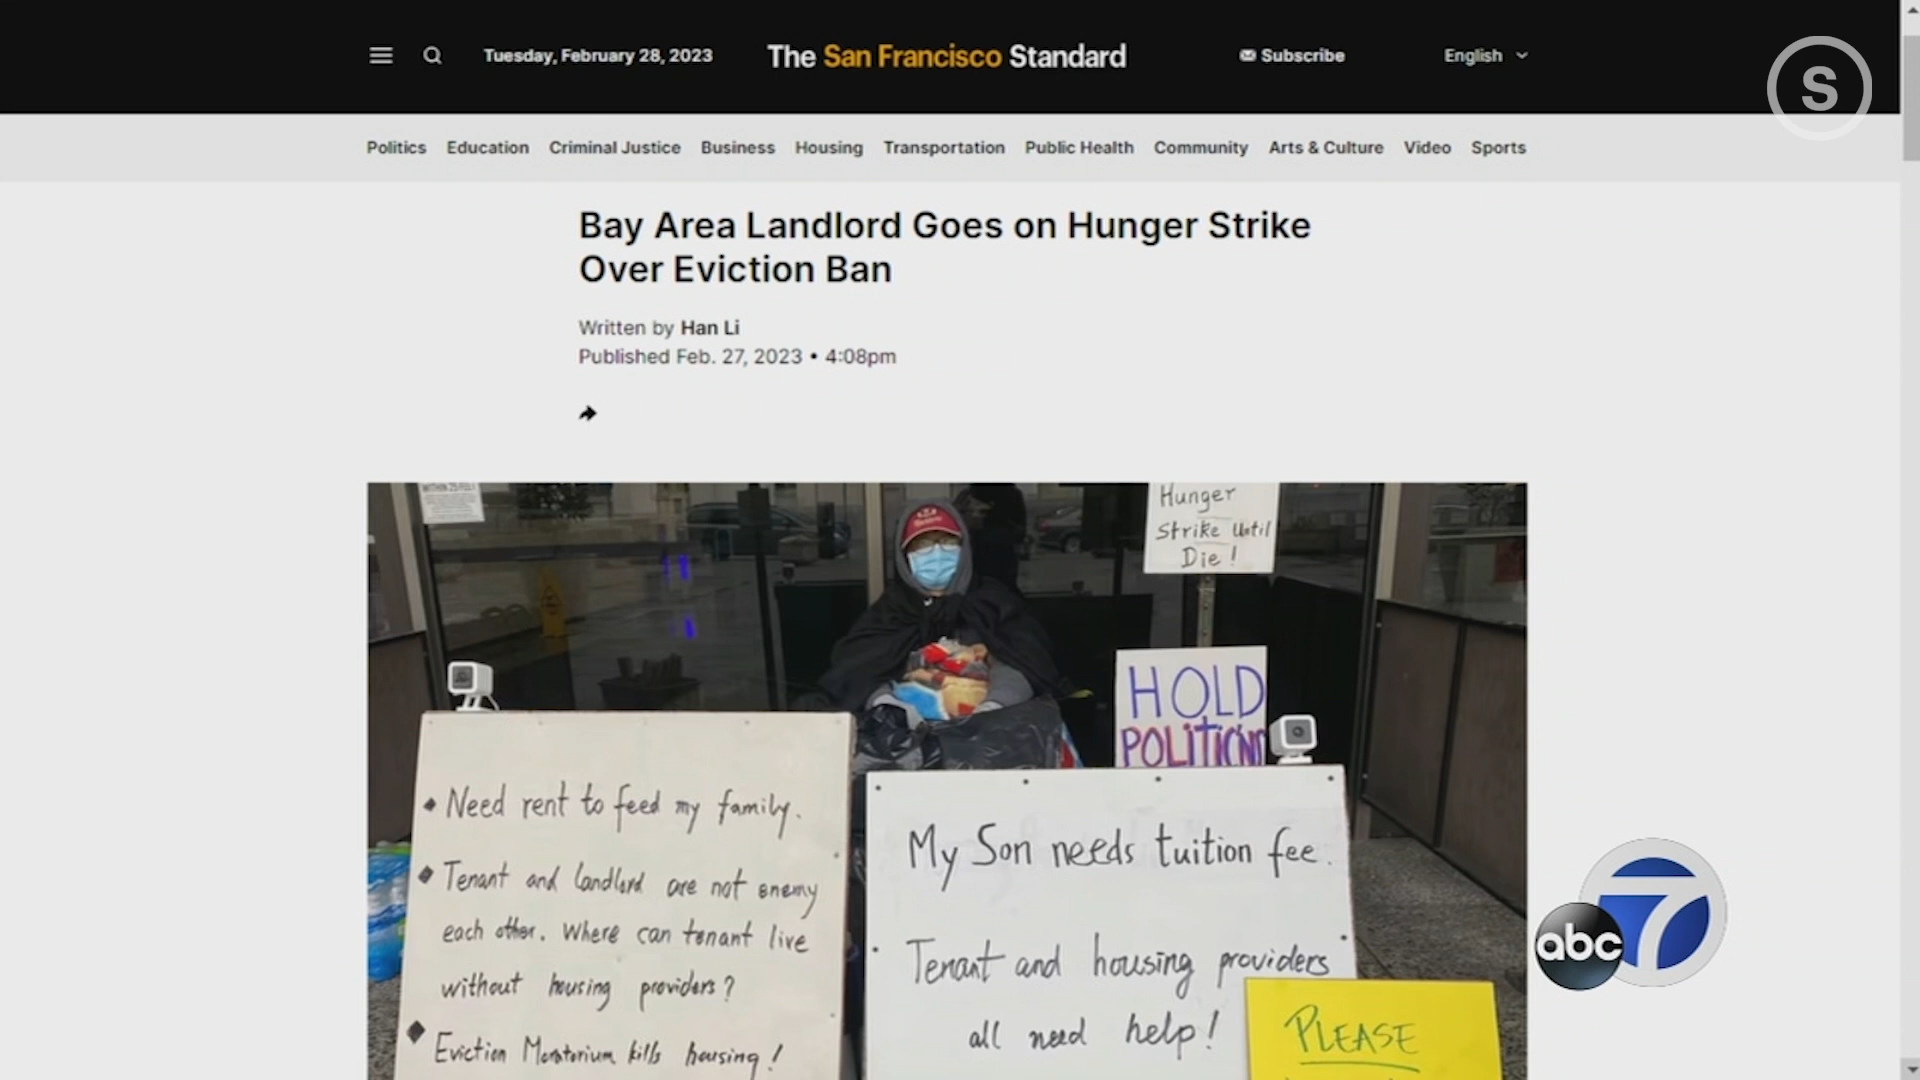 Tuesday, February 28, 2023
The San Francisco Standard
Subscribe
English
S
Politics Education Criminal Justice Business Housing Transportation Public Health Community Arts & Culture Video Sports
Bay Area Landlord Goes on Hunger Strike
Over Eviction Ban
Written by Han Li
Published Feb. 27, 2023 • 4:08pm
WITHIN 25 FEET
Hunger
Strike Until
Die!
HOLD
Need rent to feed my family.
Tenant and landlord are not enemy
each other. Where can tenant live
without housing providers?
Eviction Moratorium kills housing!
My Son needs tuition fee.
Tenant and housing providers
all need help!
PLEASE
abc 7